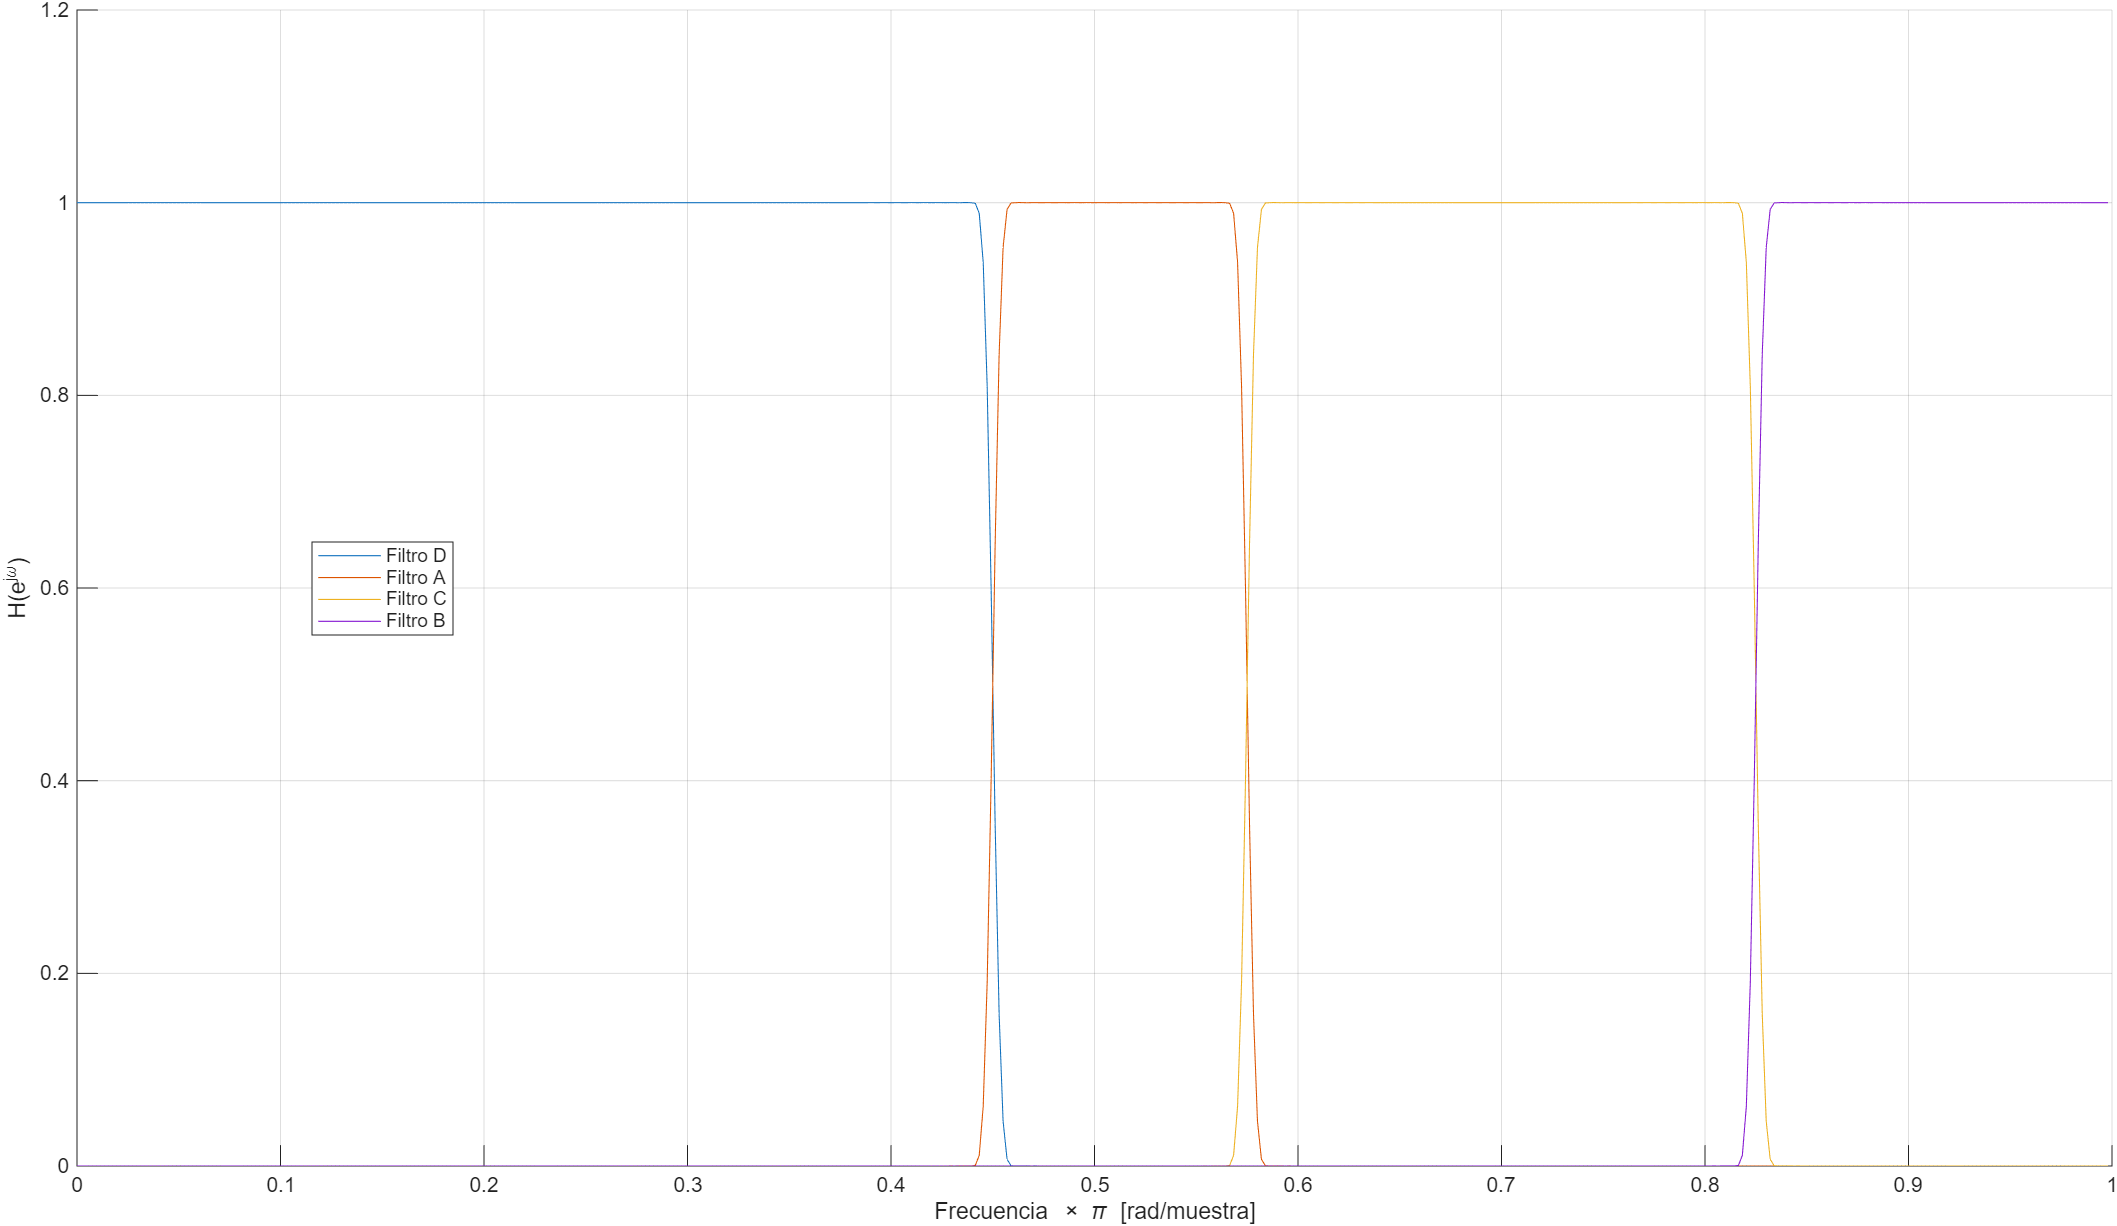 1.2
1
0.8
0.6
0.4
0.2
0
H(e^jω)
Filtro D
Filtro A
Filtro C
Filtro B
0 0.1 0.2 0.3 0.4 0.5 0.6 0.7 0.8 0.9 1
Frecuencia × π [rad/muestra]